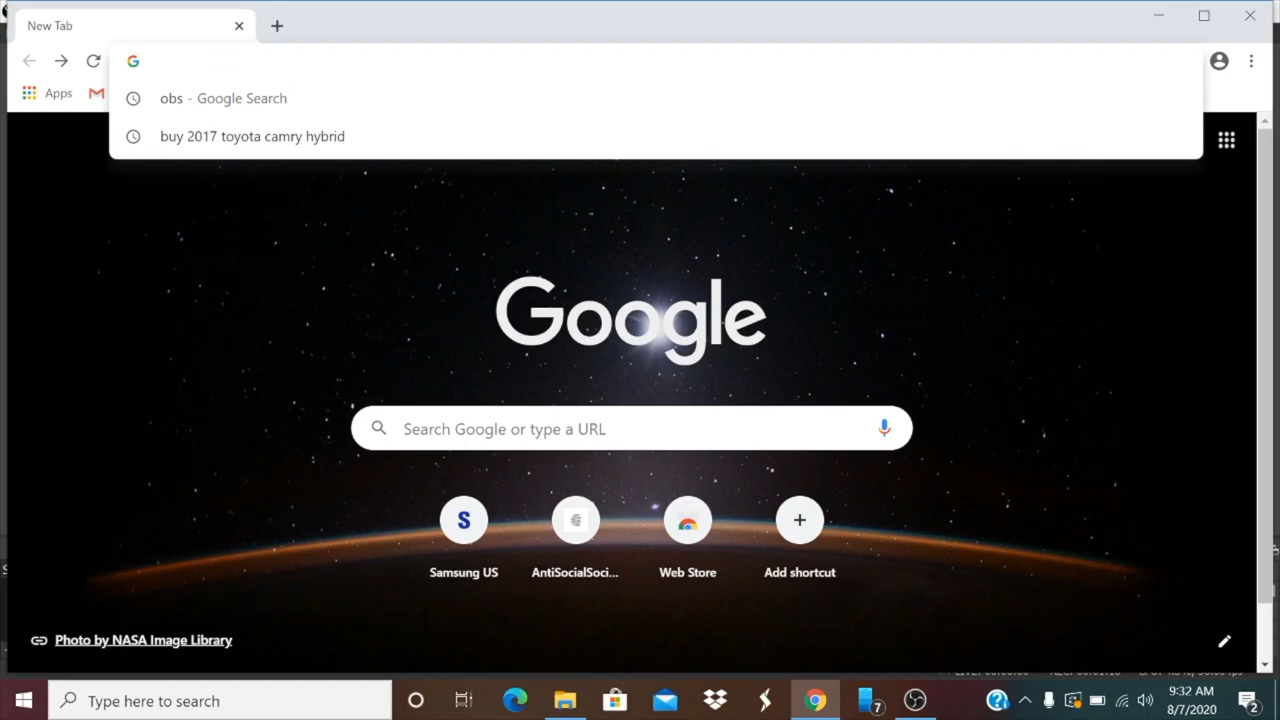 New Tab
Apps
obs - Google Search
buy 2017 toyota camry hybrid
Google
Search Google or type a URL
S
Samsung US
AntiSocialSoci...
Web Store
Add shortcut
Photo by NASA Image Library
Type here to search
7
9:32 AM
8/7/2020
2